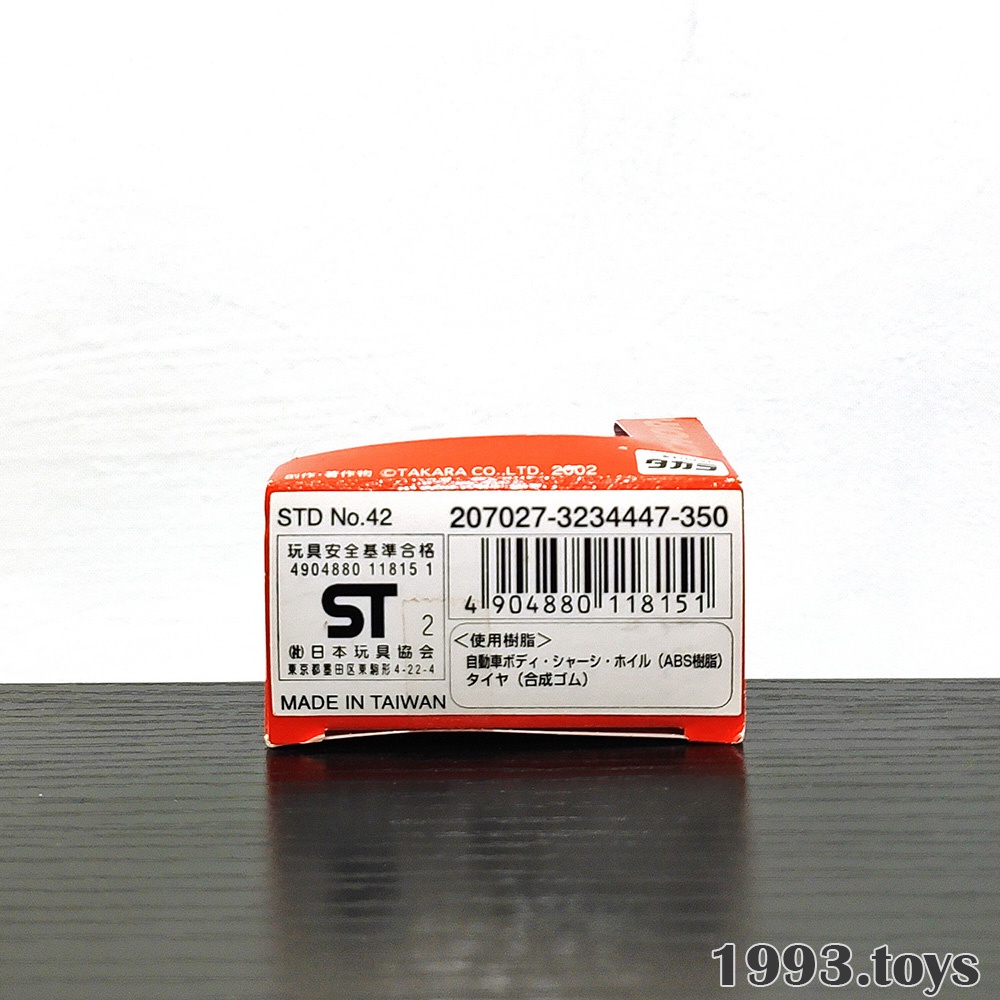 創作・著作物 ©TAKARA CO.,LTD. 2002
タカラ
STD No.42
207027-3234447-350
玩具安全基準合格
4904880 11815 1
ST
2
㈳日本玩具協会
東京都墨田区東駒形4-22-4
MADE IN TAIWAN
4 904880 118151
＜使用樹脂＞
自動車ボディ・シャーシ・ホイル（ABS樹脂）
タイヤ（合成ゴム）
1993.toys